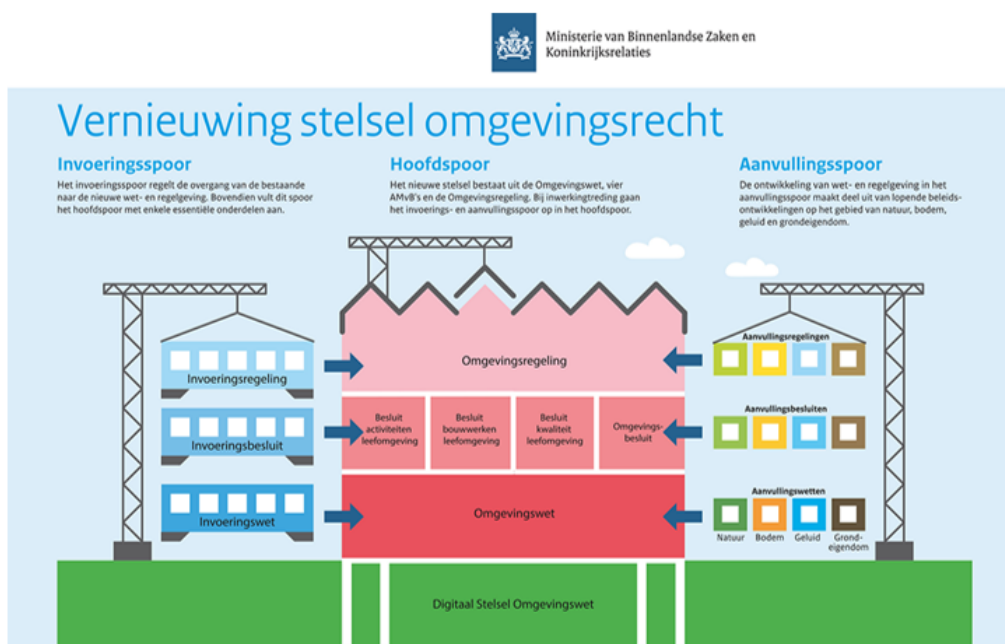 Ministerie van Binnenlandse Zaken en
Koninkrijksrelaties
Vernieuwing stelsel omgevingsrecht
Invoeringsspoor
Het invoeringsspoor regelt de overgang van de bestaande
naar de nieuwe wet- en regelgeving. Bovendien vult dit spoor
het hoofdspoor met enkele essentiële onderdelen aan.
Hoofdspoor
Het nieuwe stelsel bestaat uit de Omgevingswet, vier
AMvB's en de Omgevingsregeling. Bij inwerkingtreding gaan
het invoerings- en aanvullingsspoor op in het hoofdspoor.
Aanvullingsspoor
De ontwikkeling van wet- en regelgeving in het
aanvullingsspoor maakt deel uit van lopende beleids-
ontwikkelingen op het gebied van natuur, bodem,
geluid en grondeigendom.
Invoeringsregeling
Omgevingsregeling
Aanvullingsregelingen
Invoeringsbesluit
Besluit
activiteiten
leefomgeving
Besluit
bouwwerken
leefomgeving
Besluit
kwaliteit
leefomgeving
Omgevings-
besluit
Aanvullingsbesluiten
Invoeringswet
Omgevingswet
Aanvullingswetten
Natuur
Bodem
Geluid
Grond-
eigendom
Digitaal Stelsel Omgevingswet